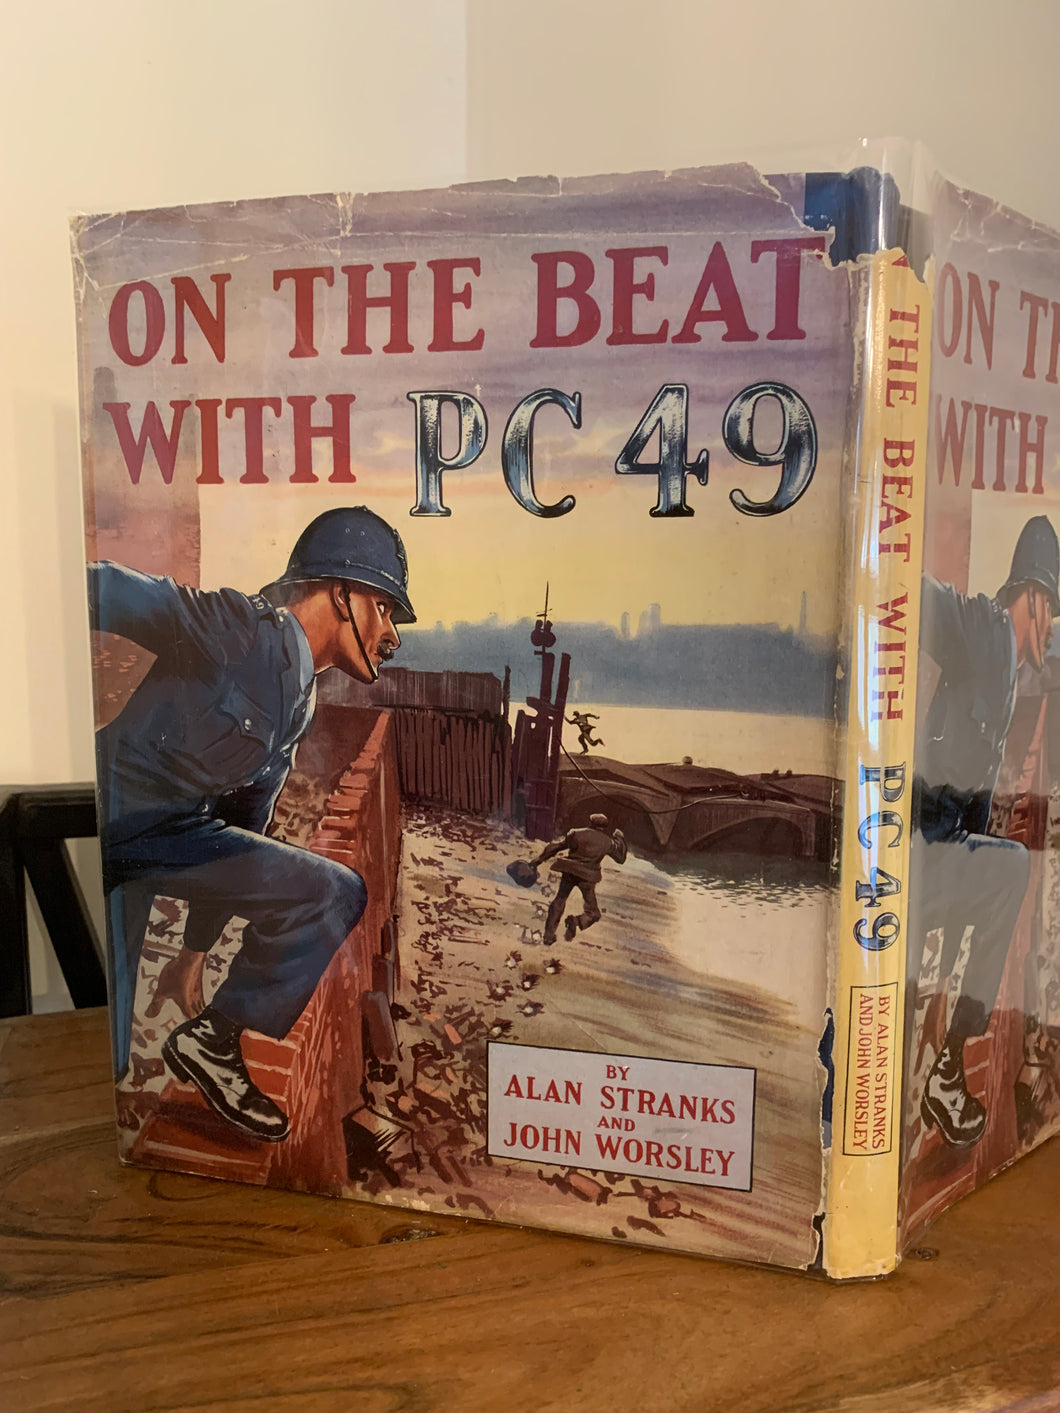 ON THE BEAT
WITH PC 49
BY
ALAN STRANKS
AND
JOHN WORSLEY
THE BEAT WITH PC 49
BY ALAN STRANKS
AND JOHN WORSLEY
ON
WITH